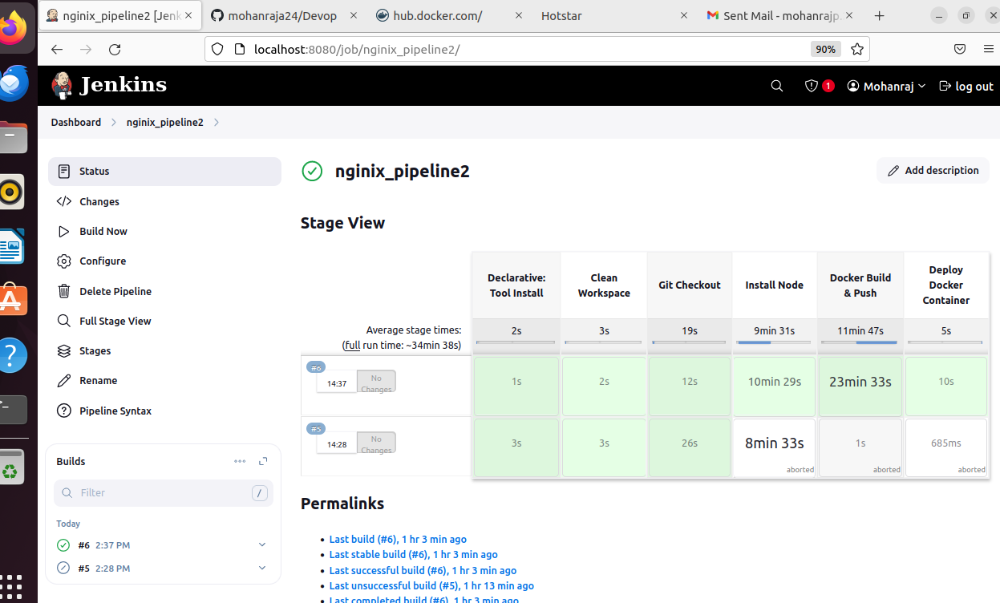 nginix_pipeline2 [Jenk
mohanraja24/Devop
hub.docker.com/
Hotstar
Sent Mail - mohanrajp
localhost:8080/job/nginix_pipeline2/
90%
Jenkins
1
Mohanraj
log out
Dashboard
nginix_pipeline2
Status
Changes
Build Now
Configure
Delete Pipeline
Full Stage View
Stages
Rename
Pipeline Syntax
Builds
Filter
/
Today
#6 2:37 PM
#5 2:28 PM
nginix_pipeline2
Add description
Stage View
Declarative:
Tool Install
Clean
Workspace
Git Checkout
Install Node
Docker Build
& Push
Deploy
Docker
Container
Average stage times:
(full run time: ~34min 38s)
2s
3s
19s
9min 31s
11min 47s
5s
#6
14:37
No
Changes
1s
2s
12s
10min 29s
23min 33s
10s
#5
14:28
No
Changes
3s
3s
26s
8min 33s
aborted
1s
aborted
685ms
aborted
Permalinks
Last build (#6), 1 hr 3 min ago
Last stable build (#6), 1 hr 3 min ago
Last successful build (#6), 1 hr 3 min ago
Last unsuccessful build (#5), 1 hr 13 min ago
Last completed build (#6), 1 hr 3 min ago